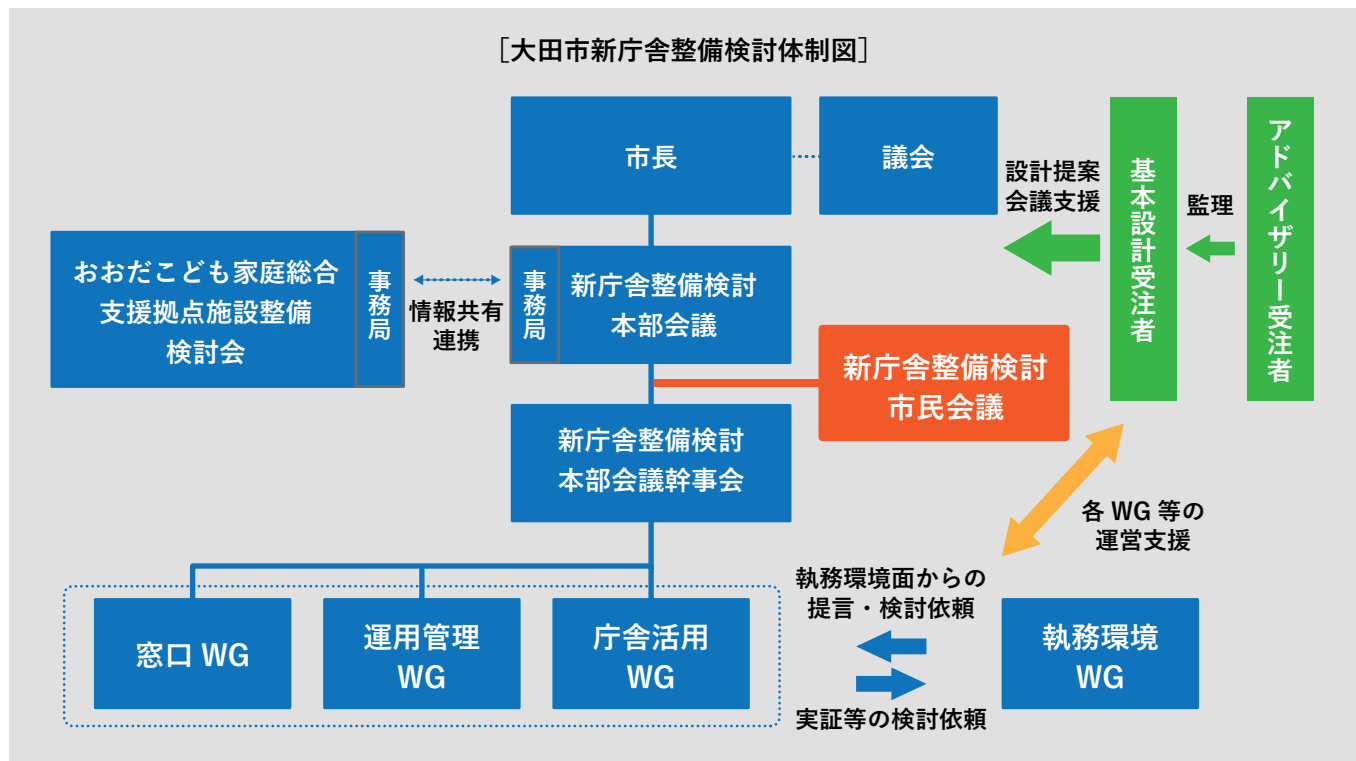 ［大田市新庁舎整備検討体制図］
市長
議会
設計提案
会議支援
基本設計受注者
監理
アドバイザリー受注者
おおだこども家庭総合
支援拠点施設整備
検討会
事務局
情報共有
連携
事務局
新庁舎整備検討
本部会議
新庁舎整備検討
市民会議
新庁舎整備検討
本部会議幹事会
各 WG 等の
運営支援
窓口 WG
運用管理
WG
庁舎活用
WG
執務環境面からの
提言・検討依頼
実証等の検討依頼
執務環境
WG